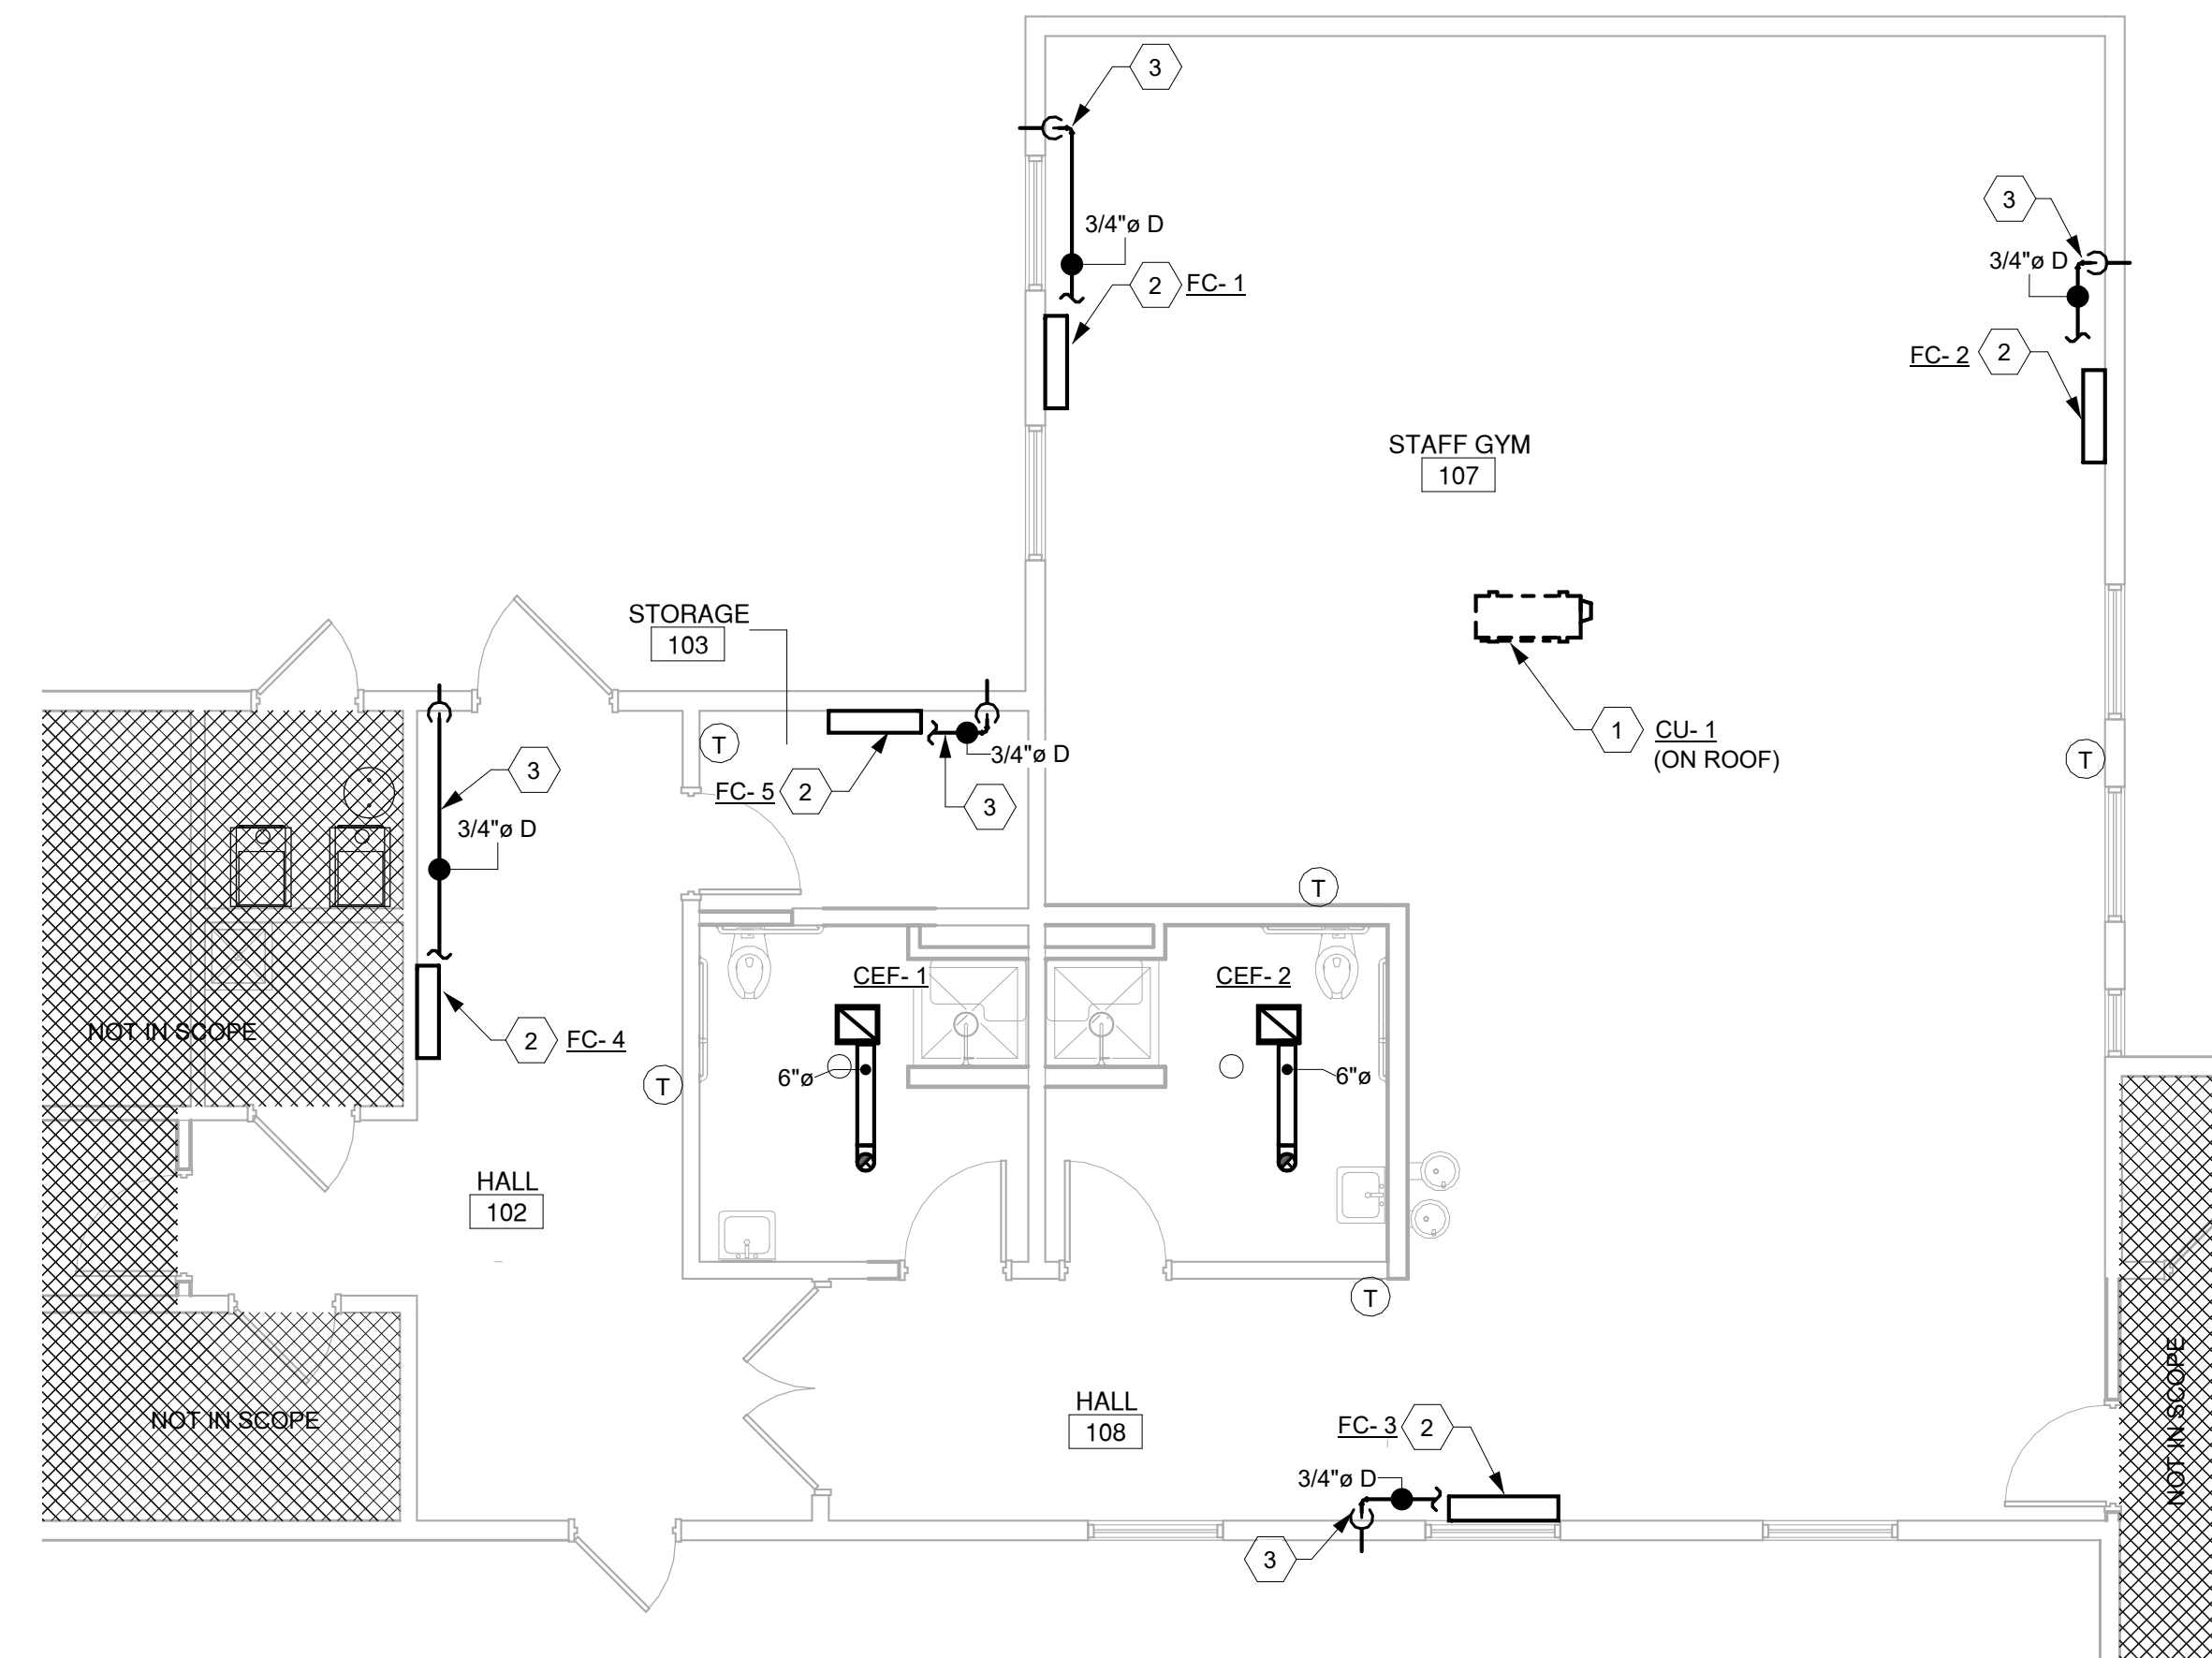 3
3/4"ø D
2 FC- 1
3
3/4"ø D
FC- 2 2
STAFF GYM
107
STORAGE
103
1 CU- 1
(ON ROOF)
T
T
3/4"ø D
FC- 5 2
3
3
3/4"ø D
T
CEF- 1
CEF- 2
NOT IN SCOPE
2 FC- 4
6"ø
6"ø
T
HALL
102
T
NOT IN SCOPE
HALL
108
FC- 3 2
3/4"ø D
3
NOT IN SCOPE